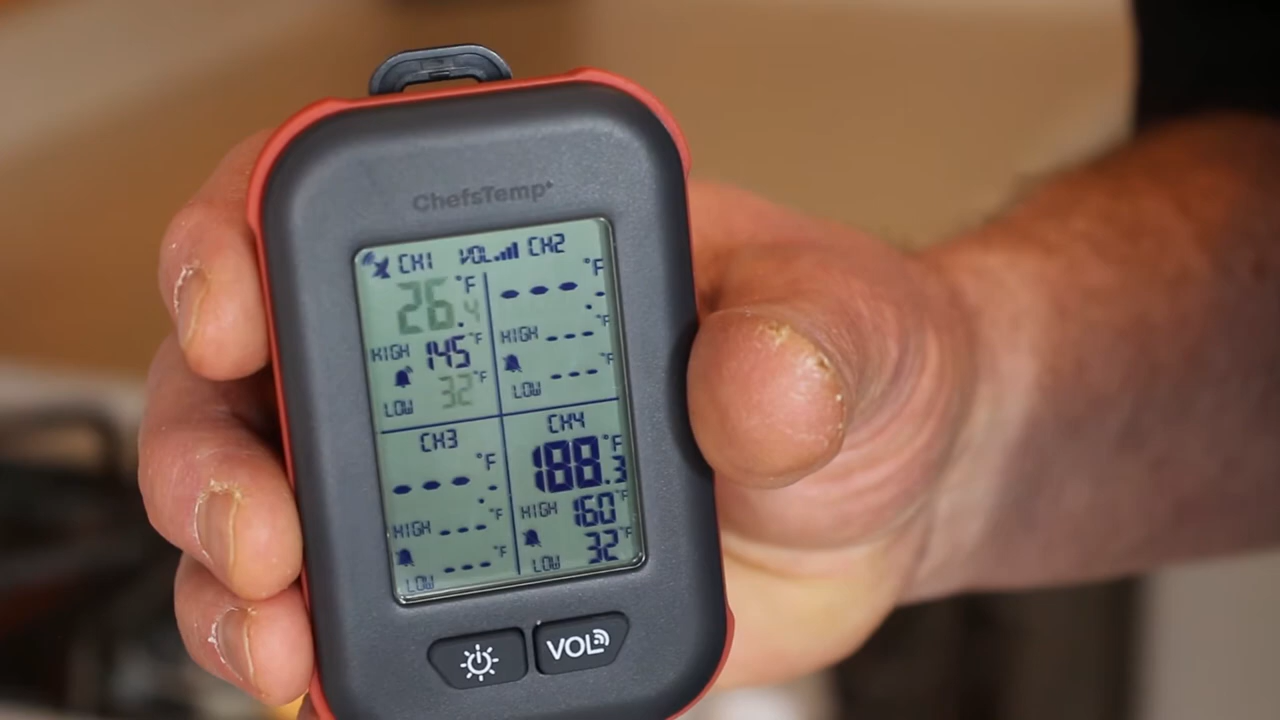 ChefsTemp
CH1 VOL CH2
26.4 °F
HIGH 145 °F
LOW 32 °F
---.- °F
HIGH --- °F
LOW --- °F
CH3
---.- °F
HIGH --- °F
LOW --- °F
CH4
188.3 °F
HIGH 160 °F
LOW 32 °F
VOL